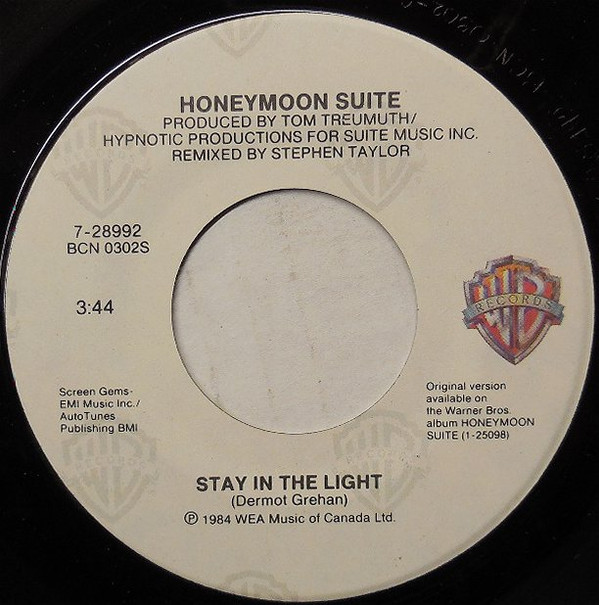 HONEYMOON SUITE
PRODUCED BY TOM TREUMUTH/
HYPNOTIC PRODUCTIONS FOR SUITE MUSIC INC.
REMIXED BY STEPHEN TAYLOR
7-28992
BCN 0302S
3:44
RECORDS
Screen Gems-
EMI Music Inc./
AutoTunes
Publishing BMI
Original version
available on
the Warner Bros.
album HONEYMOON
SUITE (1-25098)
STAY IN THE LIGHT
(Dermot Grehan)
℗ 1984 WEA Music of Canada Ltd.